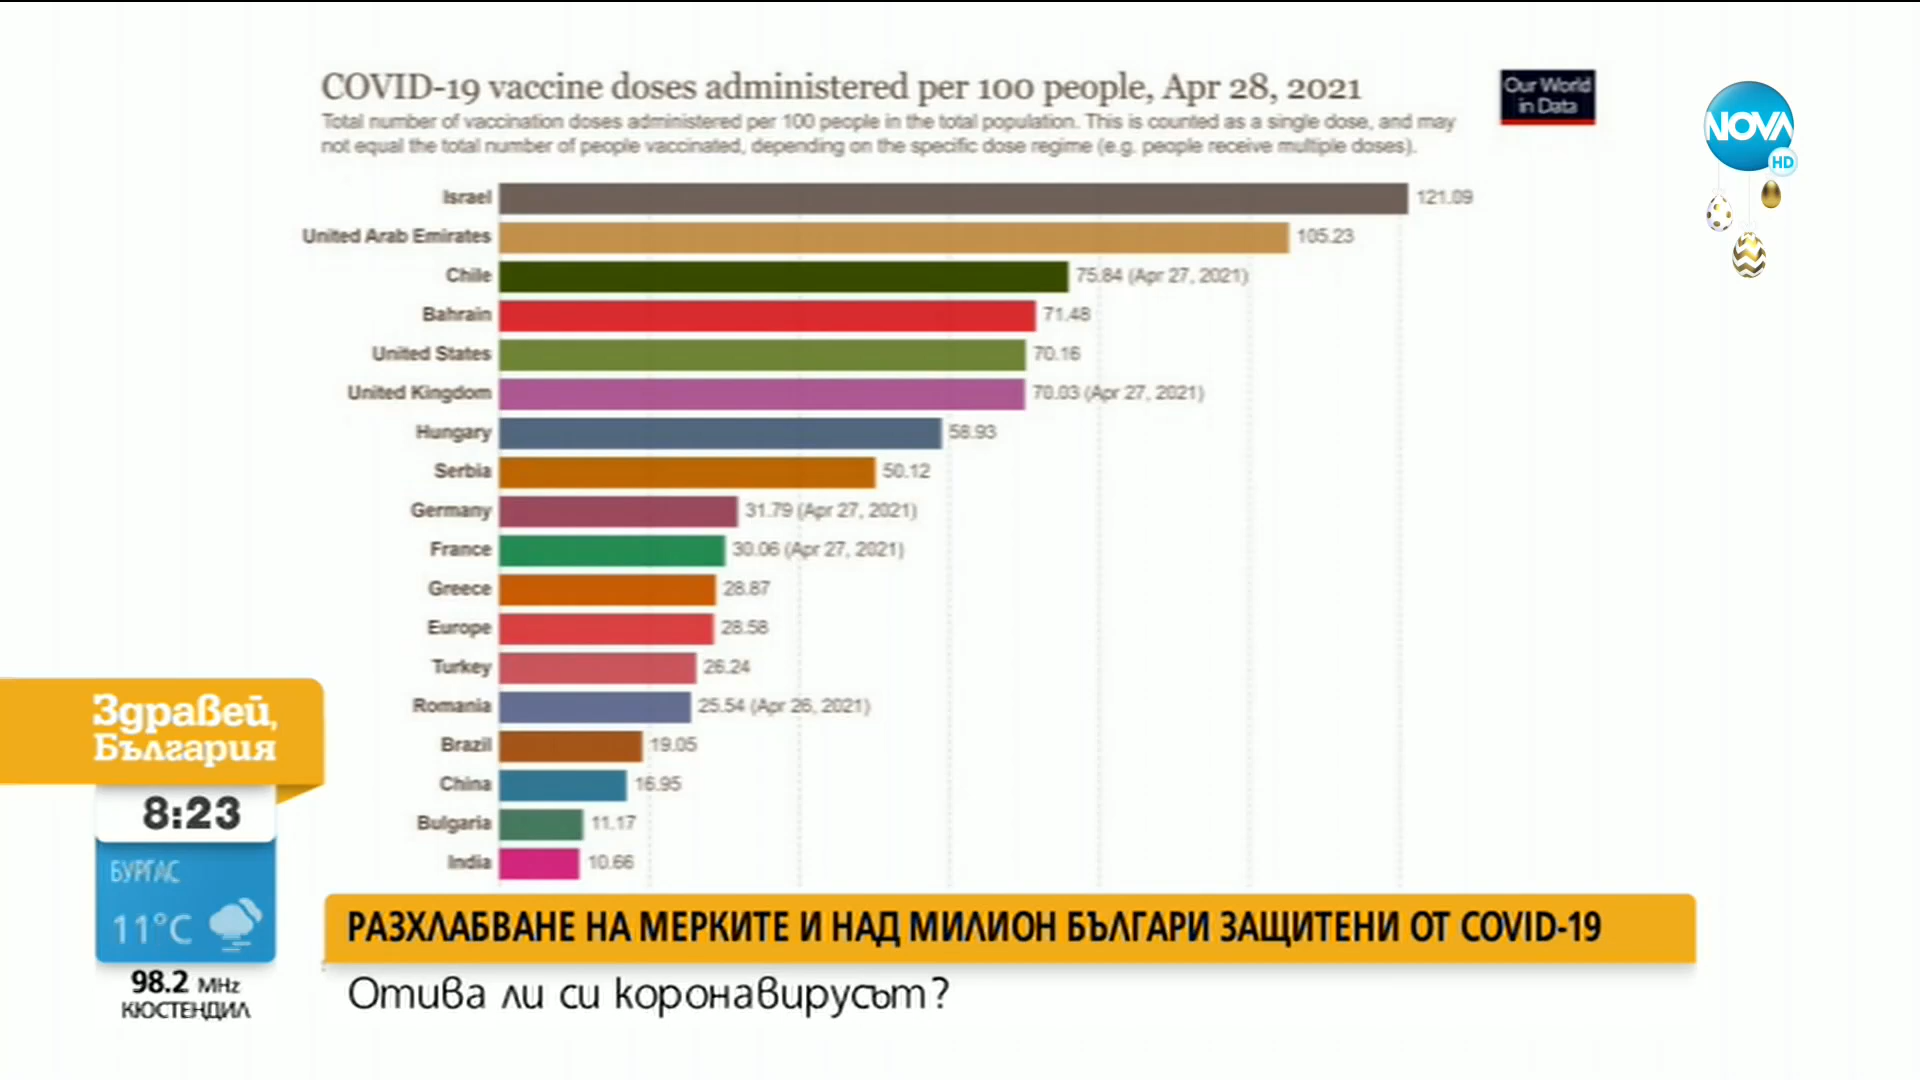 COVID-19 vaccine doses administered per 100 people, Apr 28, 2021
Total number of vaccination doses administered per 100 people in the total population. This is counted as a single dose, and may
not equal the total number of people vaccinated, depending on the specific dose regime (e.g. people receive multiple doses).
Our World
in Data
NOVA
HD
Israel 121.09
United Arab Emirates 105.23
Chile 75.84 (Apr 27, 2021)
Bahrain 71.48
United States 70.16
United Kingdom 70.03 (Apr 27, 2021)
Hungary 58.93
Serbia 50.12
Germany 31.79 (Apr 27, 2021)
France 30.06 (Apr 27, 2021)
Greece 28.87
Europe 28.58
Turkey 26.24
Romania 25.54 (Apr 26, 2021)
Brazil 19.05
China 16.95
Bulgaria 11.17
India 10.66
Здравей,
България
8:23
БУРГАС
11°C
98.2 MHz
КЮСТЕНДИЛ
РАЗХЛАБВАНЕ НА МЕРКИТЕ И НАД МИЛИОН БЪЛГАРИ ЗАЩИТЕНИ ОТ COVID-19
Отива ли си коронавирусът?